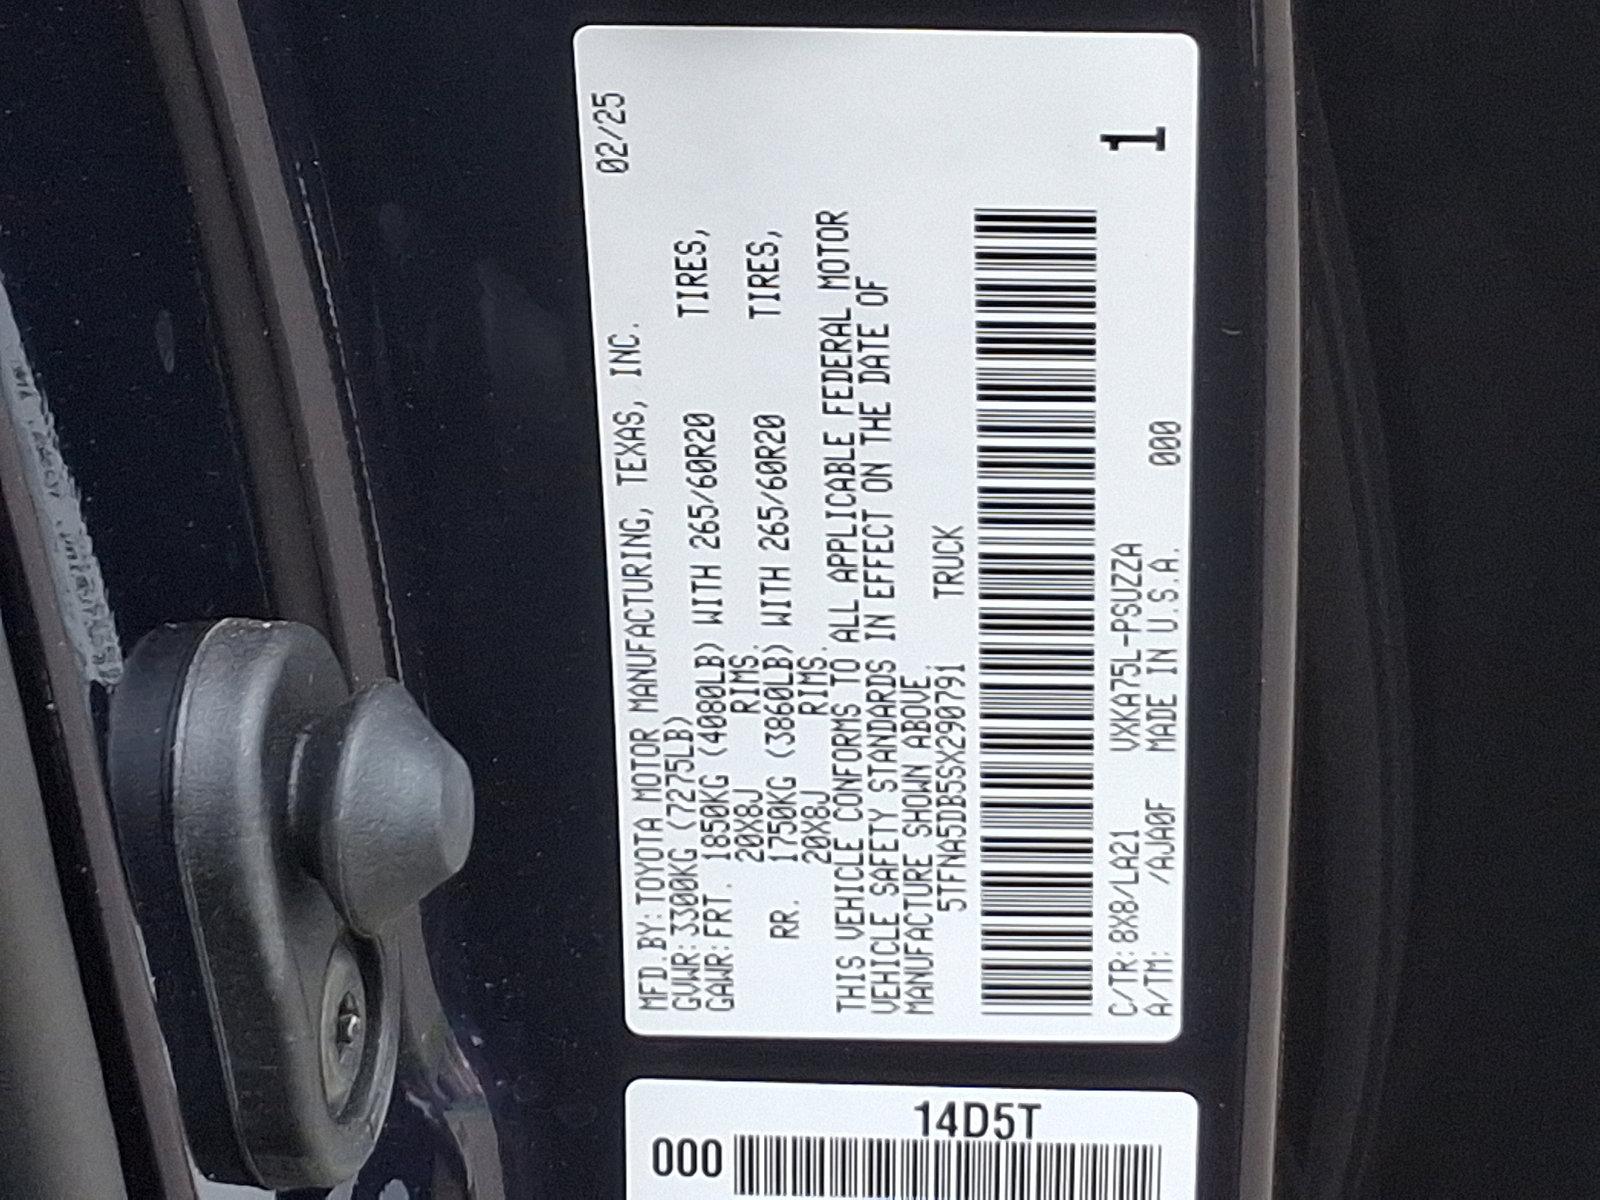 02/25
MFD.BY:TOYOTA MOTOR MANUFACTURING, TEXAS, INC.
GVWR:3300KG(7275LB)
GAWR:FRT. 1850KG(4080LB) WITH 265/60R20 TIRES,
20X8J RIMS.
RR. 1750KG (3860LB) WITH 265/60R20 TIRES,
20X8J RIMS.
THIS VEHICLE CONFORMS TO ALL APPLICABLE FEDERAL MOTOR
VEHICLE SAFETY STANDARDS IN EFFECT ON THE DATE OF
MANUFACTURE SHOWN ABOVE.
5TFNA5DB5SX290791 TRUCK
C/TR:8X8/LA21 VXKA75L-PSUZZA
A/TM: /AJA0F MADE IN U.S.A. 000
1
000
14D5T